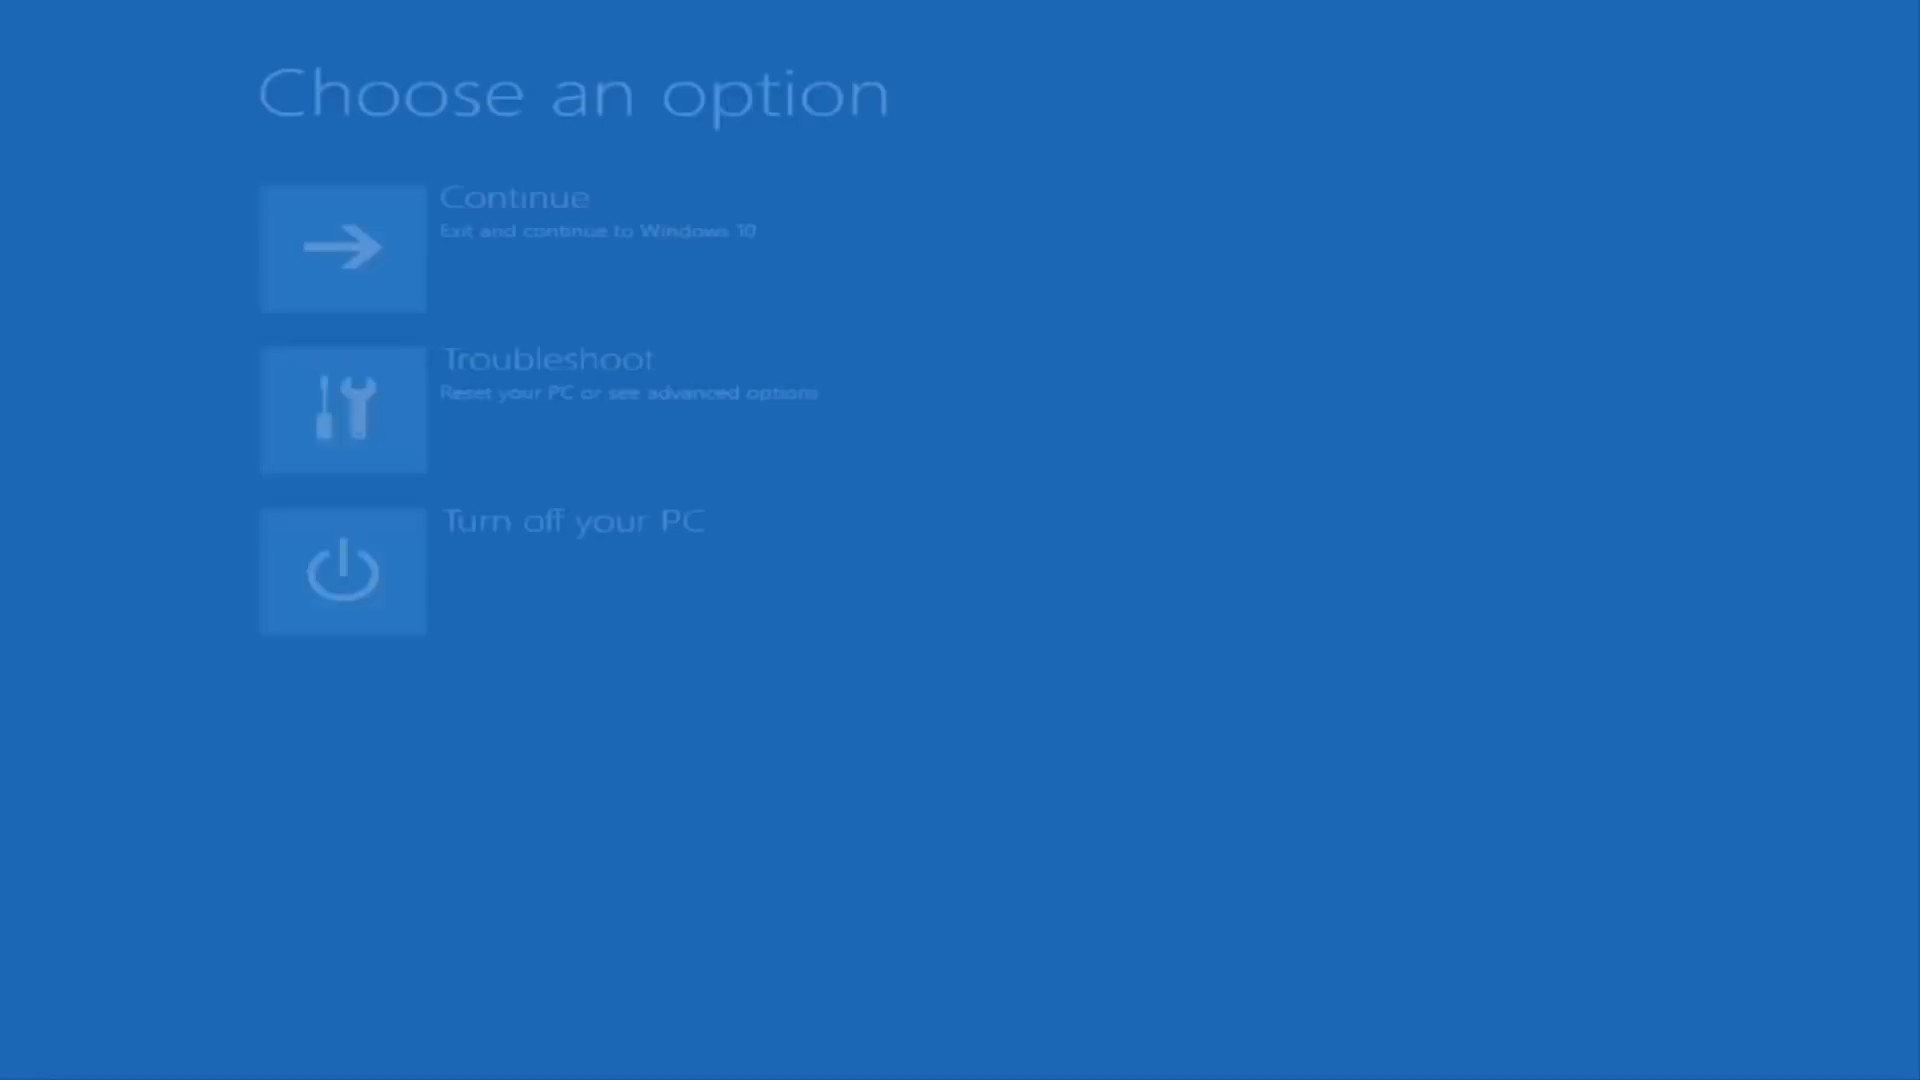 Choose an option
Continue
Exit and continue to Windows 10
Troubleshoot
Reset your PC or see advanced options
Turn off your PC